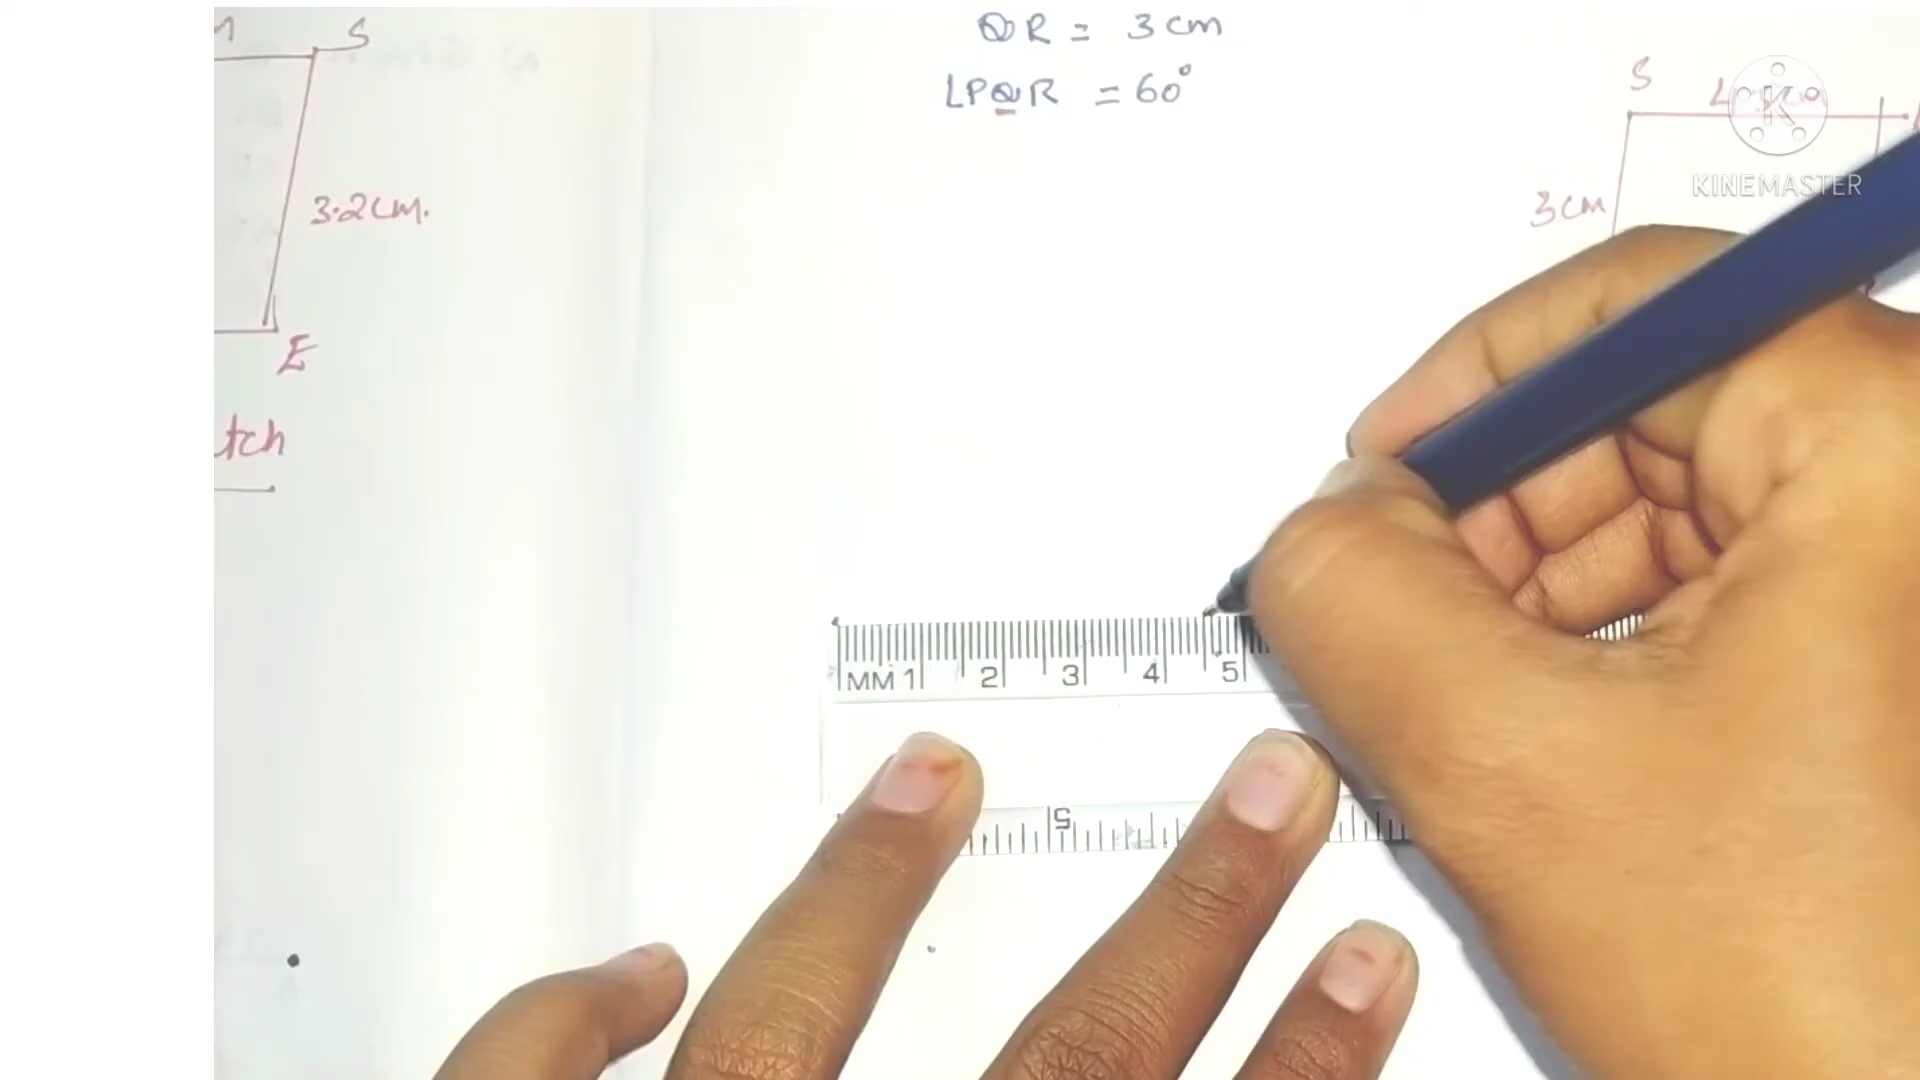 S
3.2cm.
E
tch
QR = 3cm
LPQR = 60°
S
3cm
KINEMASTER
MM 1 2 3 4 5
5